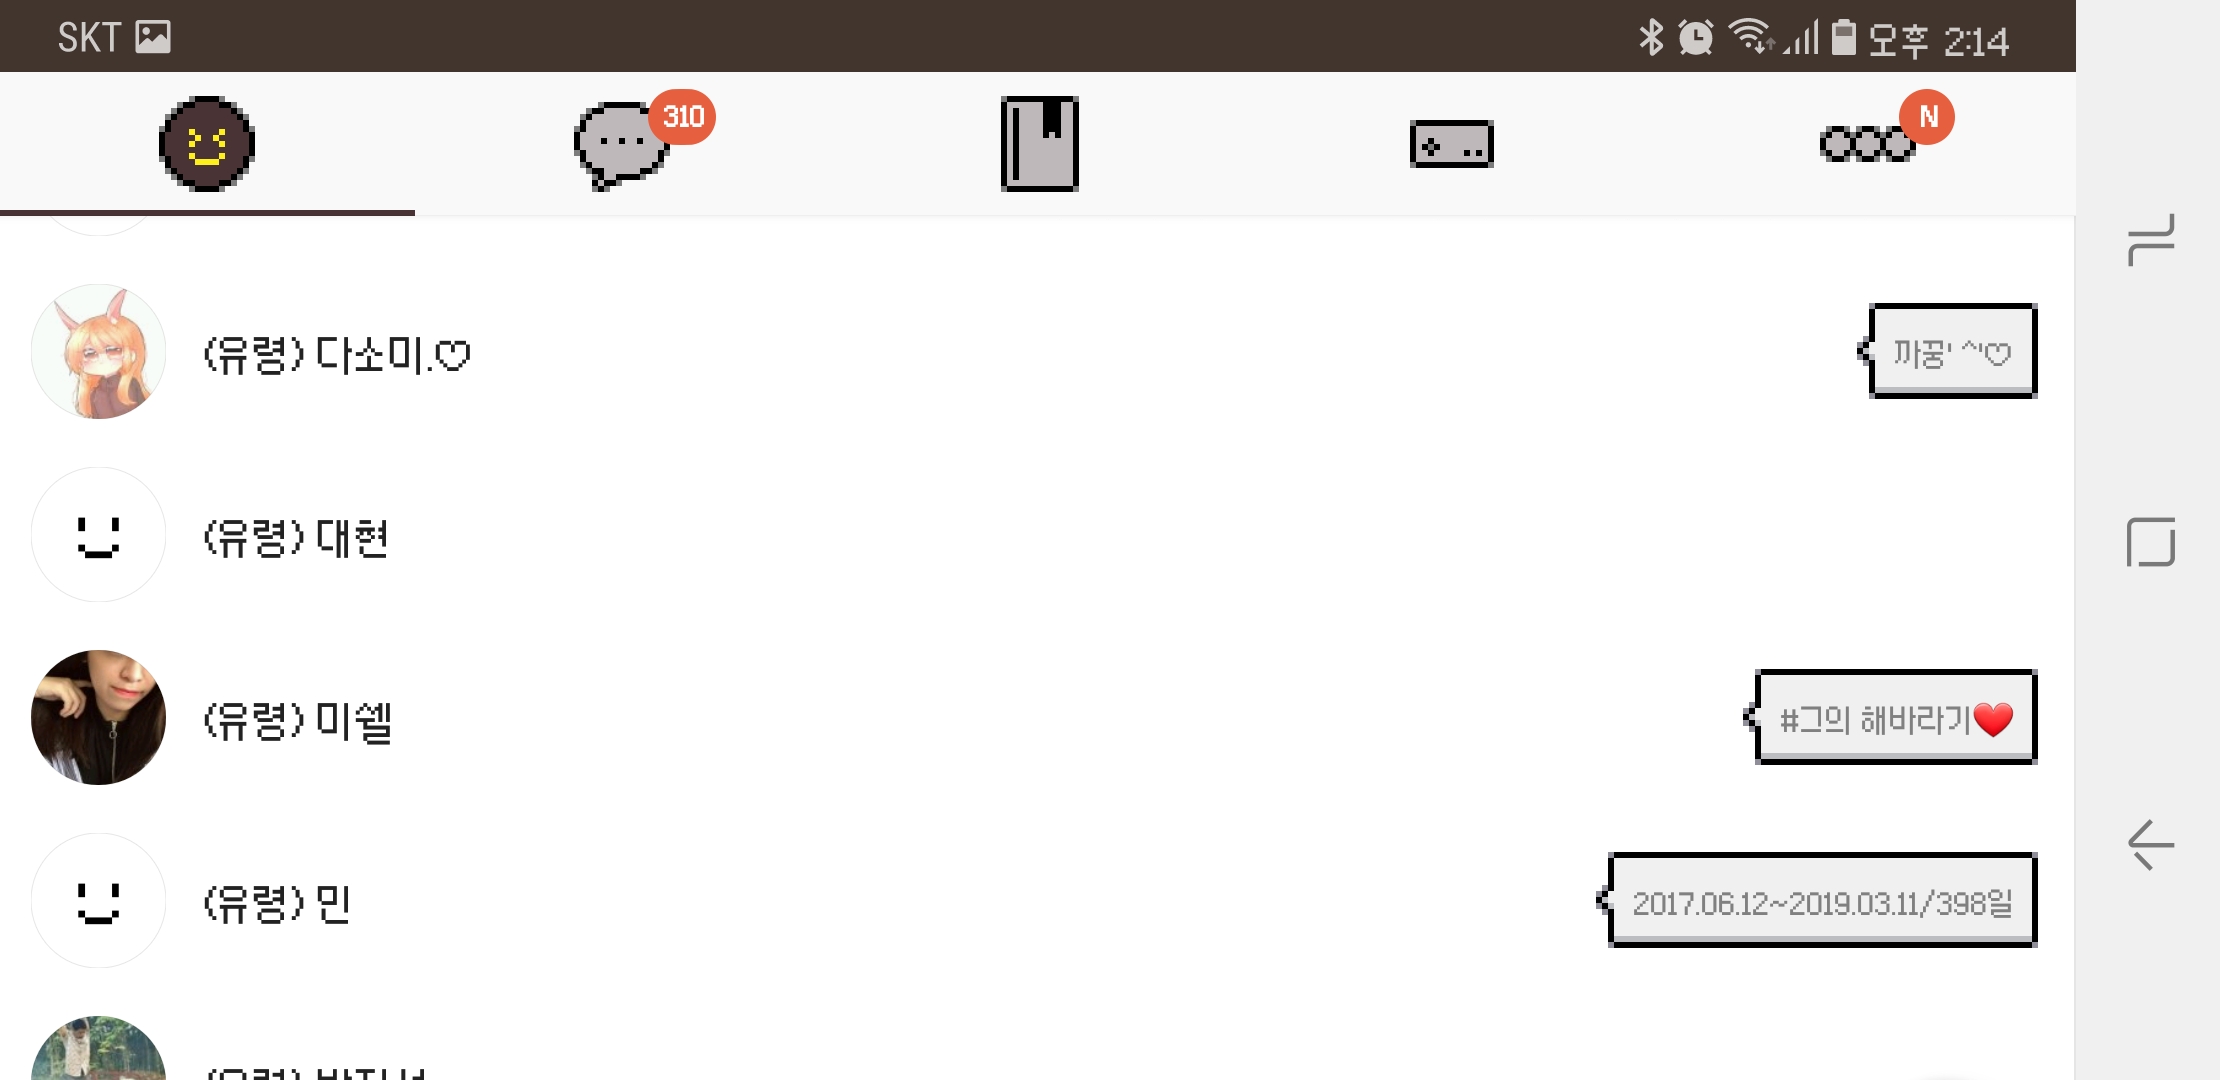 SKT 오후 2:14
310
N
(유령) 다소미.♡
까꿍' ^'♡
(유령) 대현
(유령) 미쉘
#그의 해바라기❤️
(유령) 민
2017.06.12~2019.03.11/398일
(유령)